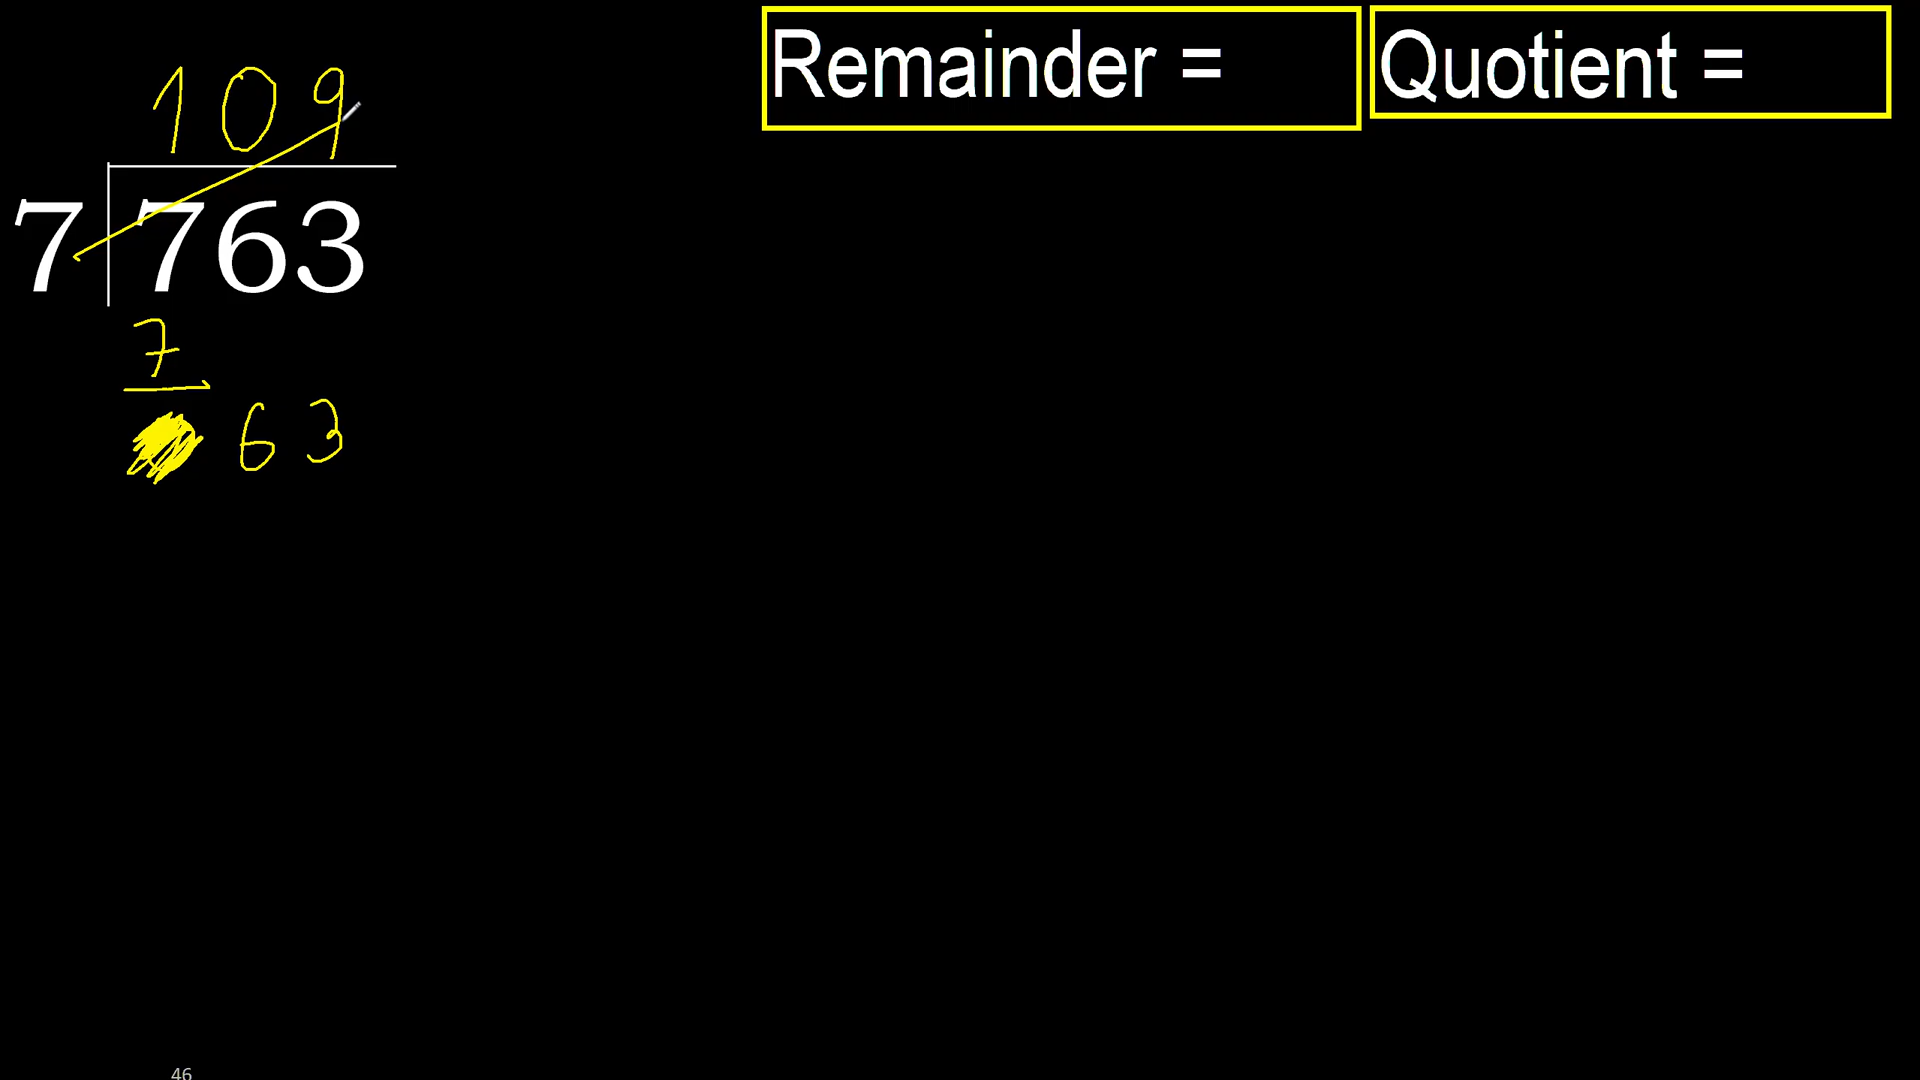 Remainder =
Quotient =
109
7 763
7
63
46